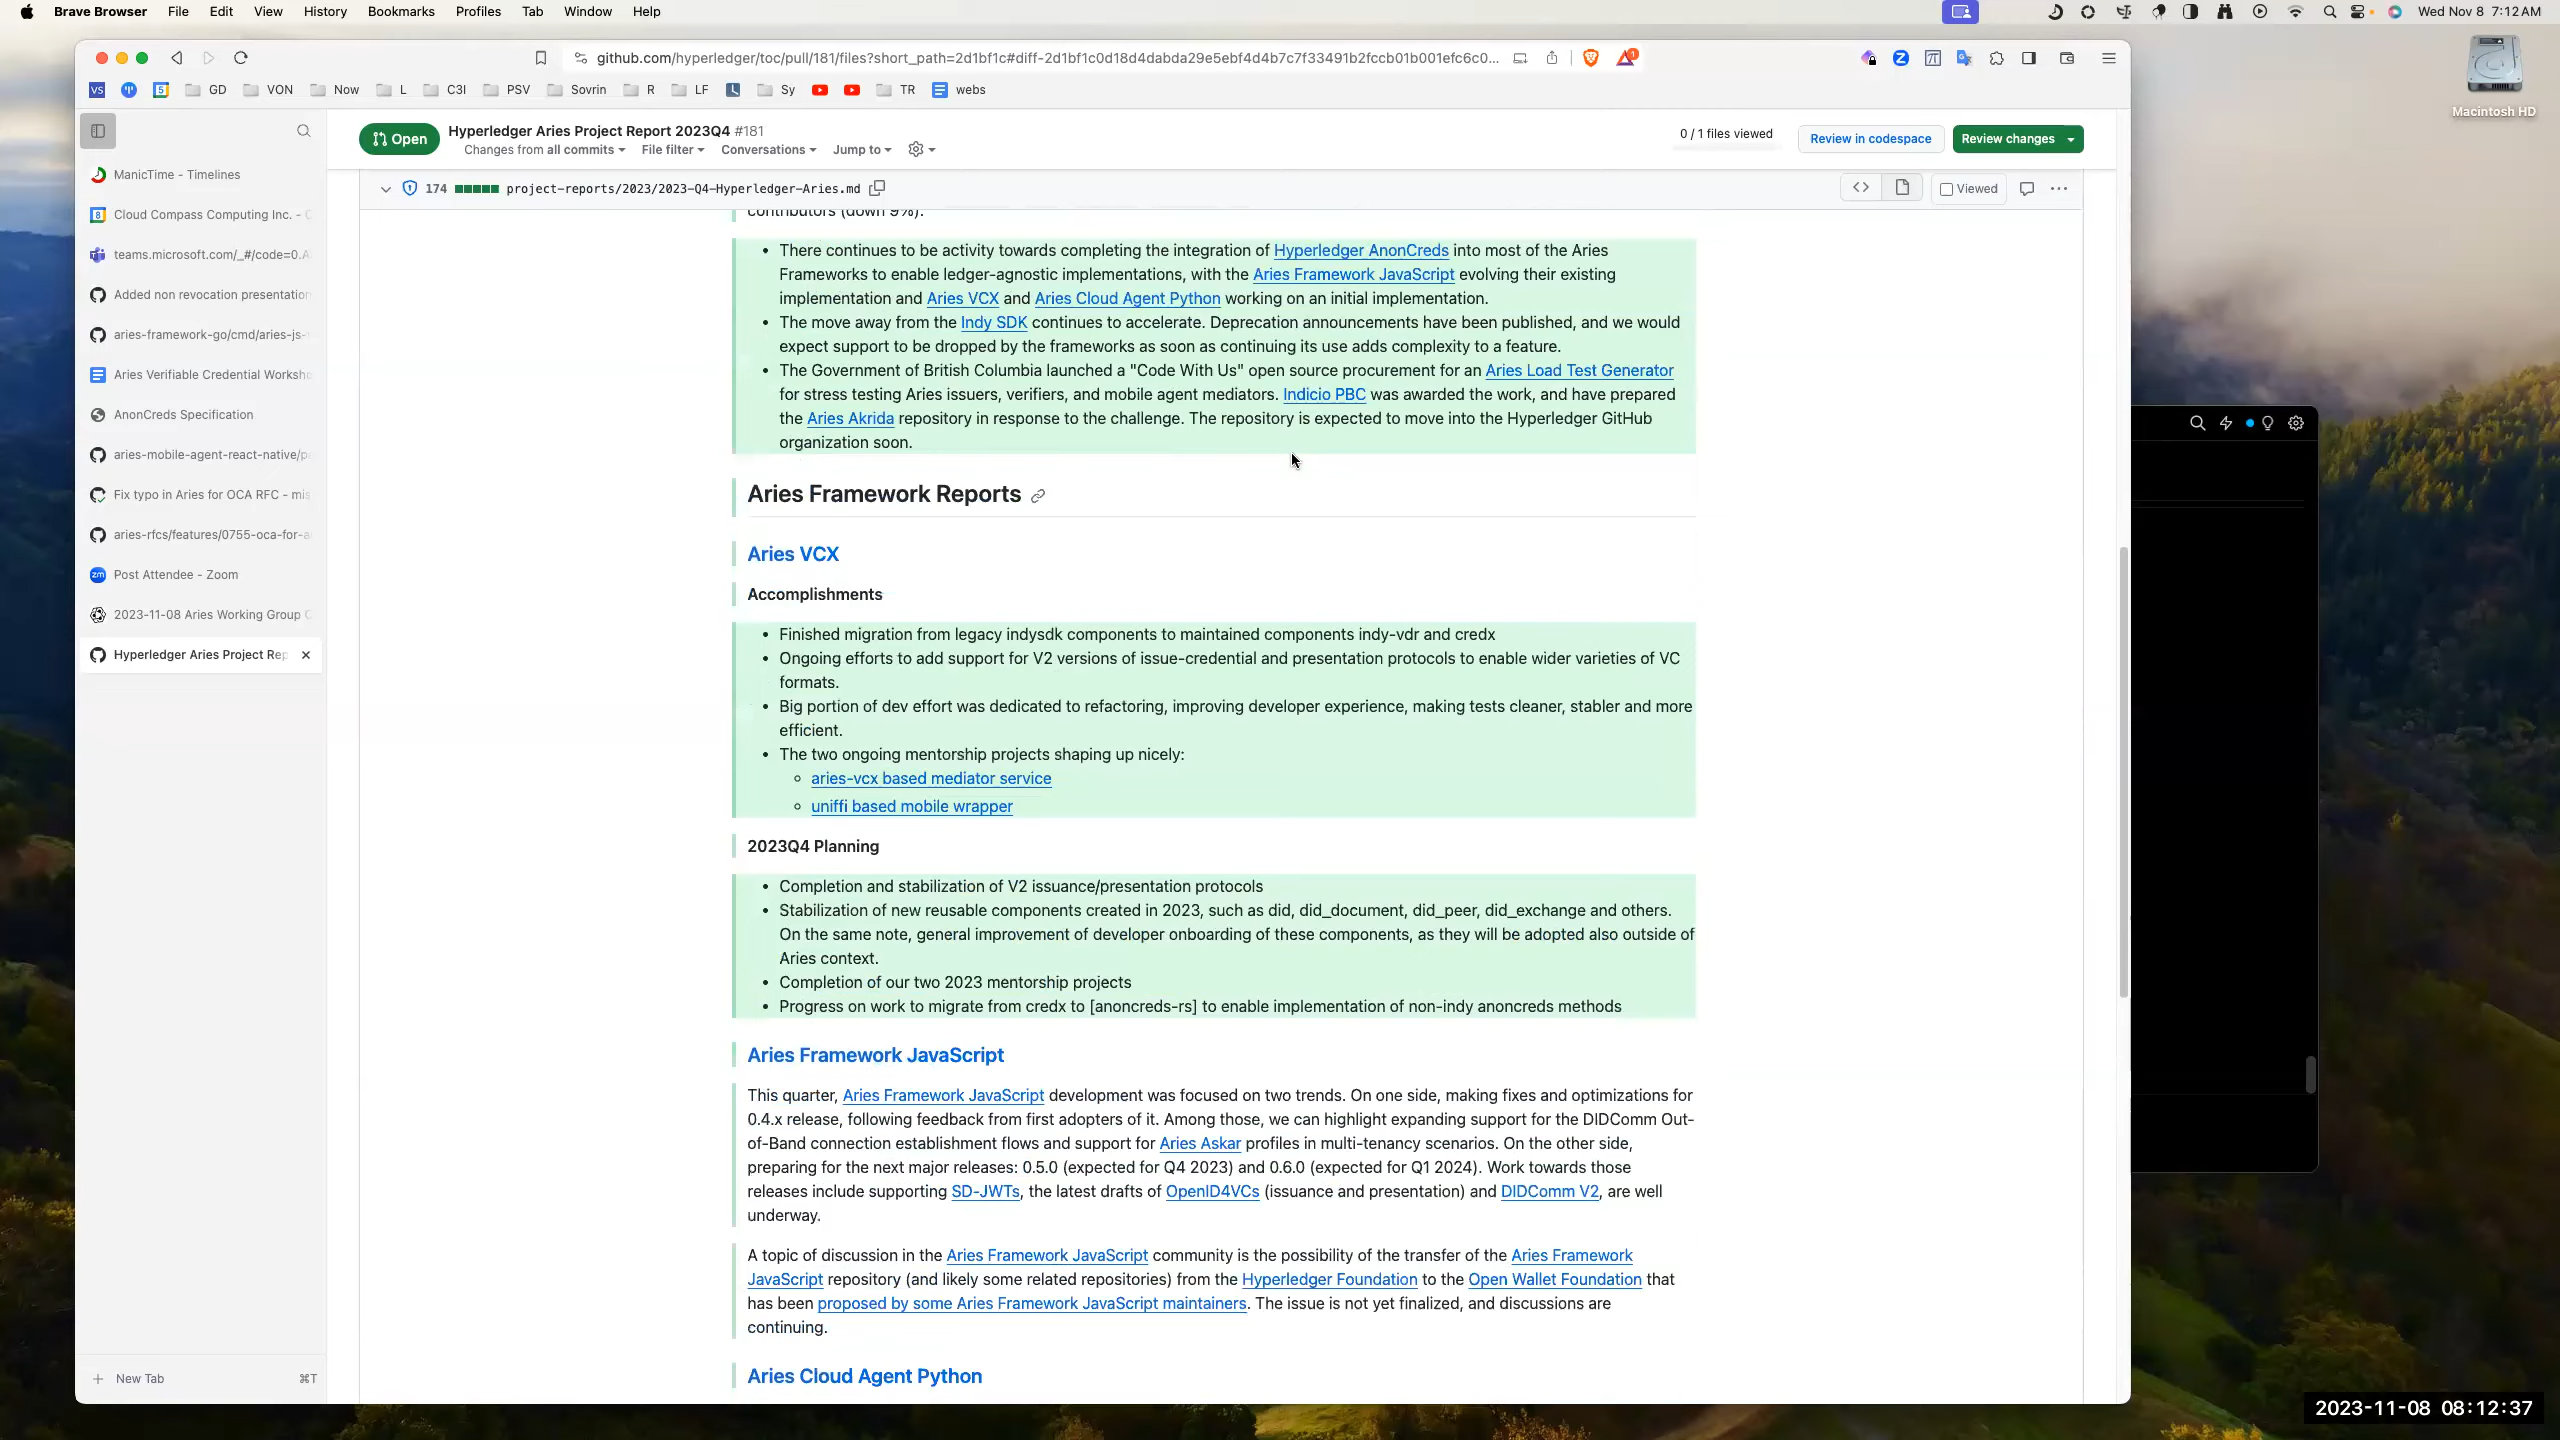 Brave Browser File Edit View History Bookmarks Profiles Tab Window Help
Wed Nov 8 7:12 AM
Macintosh HD
github.com/hyperledger/toc/pull/181/files?short_path=2d1bf1c#diff-2d1bf1c0d18d4dabda29e5ebf4d4b7c7f33491b2fccb01b001efc6c0...
GD VON Now L C3I PSV Sovrin R LF Sy TR webs
ManicTime - Timelines
Cloud Compass Computing Inc. - C
teams.microsoft.com/_#/code=0.A
Added non revocation presentation
aries-framework-go/cmd/aries-js-
Aries Verifiable Credential Worksho
AnonCreds Specification
aries-mobile-agent-react-native/pa
Fix typo in Aries for OCA RFC - mis
aries-rfcs/features/0755-oca-for-a
Post Attendee - Zoom
2023-11-08 Aries Working Group C
Hyperledger Aries Project Rep
New Tab ⌘T
Open
Hyperledger Aries Project Report 2023Q4 #181
Changes from all commits File filter Conversations Jump to
0 / 1 files viewed
Review in codespace
Review changes
174 project-reports/2023/2023-Q4-Hyperledger-Aries.md
Viewed
contributors (down 9%).
• There continues to be activity towards completing the integration of Hyperledger AnonCreds into most of the Aries
Frameworks to enable ledger-agnostic implementations, with the Aries Framework JavaScript evolving their existing
implementation and Aries VCX and Aries Cloud Agent Python working on an initial implementation.
• The move away from the Indy SDK continues to accelerate. Deprecation announcements have been published, and we would
expect support to be dropped by the frameworks as soon as continuing its use adds complexity to a feature.
• The Government of British Columbia launched a "Code With Us" open source procurement for an Aries Load Test Generator
for stress testing Aries issuers, verifiers, and mobile agent mediators. Indicio PBC was awarded the work, and have prepared
the Aries Akrida repository in response to the challenge. The repository is expected to move into the Hyperledger GitHub
organization soon.
Aries Framework Reports
Aries VCX
Accomplishments
• Finished migration from legacy indysdk components to maintained components indy-vdr and credx
• Ongoing efforts to add support for V2 versions of issue-credential and presentation protocols to enable wider varieties of VC
formats.
• Big portion of dev effort was dedicated to refactoring, improving developer experience, making tests cleaner, stabler and more
efficient.
• The two ongoing mentorship projects shaping up nicely:
◦ aries-vcx based mediator service
◦ uniffi based mobile wrapper
2023Q4 Planning
• Completion and stabilization of V2 issuance/presentation protocols
• Stabilization of new reusable components created in 2023, such as did, did_document, did_peer, did_exchange and others.
On the same note, general improvement of developer onboarding of these components, as they will be adopted also outside of
Aries context.
• Completion of our two 2023 mentorship projects
• Progress on work to migrate from credx to [anoncreds-rs] to enable implementation of non-indy anoncreds methods
Aries Framework JavaScript
This quarter, Aries Framework JavaScript development was focused on two trends. On one side, making fixes and optimizations for
0.4.x release, following feedback from first adopters of it. Among those, we can highlight expanding support for the DIDComm Out-
of-Band connection establishment flows and support for Aries Askar profiles in multi-tenancy scenarios. On the other side,
preparing for the next major releases: 0.5.0 (expected for Q4 2023) and 0.6.0 (expected for Q1 2024). Work towards those
releases include supporting SD-JWTs, the latest drafts of OpenID4VCs (issuance and presentation) and DIDComm V2, are well
underway.
A topic of discussion in the Aries Framework JavaScript community is the possibility of the transfer of the Aries Framework
JavaScript repository (and likely some related repositories) from the Hyperledger Foundation to the Open Wallet Foundation that
has been proposed by some Aries Framework JavaScript maintainers. The issue is not yet finalized, and discussions are
continuing.
Aries Cloud Agent Python
2023-11-08 08:12:37